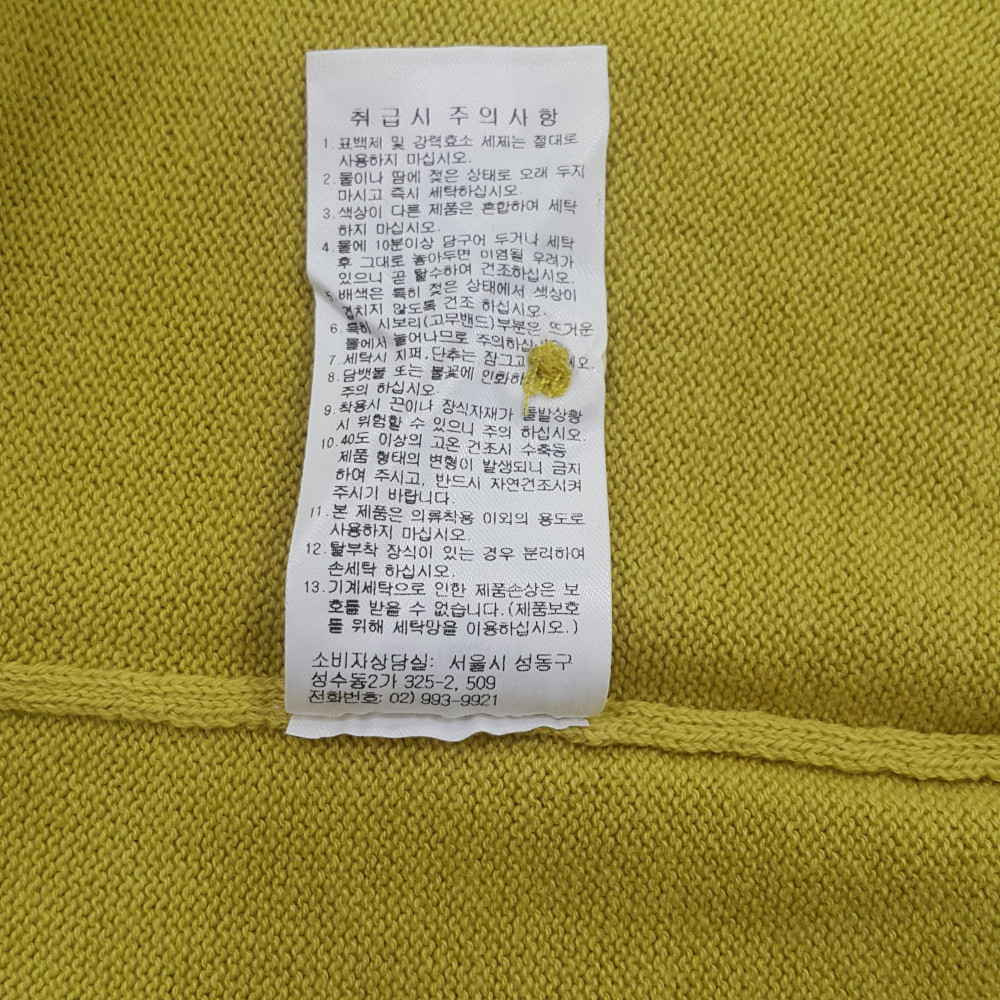 취급시 주의사항
1. 표백제 및 강력효소 세제는 절대로
사용하지 마십시오.
2. 물이나 땀에 젖은 상태로 오래 두지
마시고 즉시 세탁하십시오.
3. 색상이 다른 제품은 혼합하여 세탁
하지 마십시오.
4. 물에 10분이상 담구어 두거나 세탁
후 그대로 놓아두면 이염될 우려가
있으니 곧 탈수하여 건조하십시오.
5. 배색은 특히 젖은 상태에서 색상이
겹치지 않도록 건조 하십시오.
6. 특히 시보리(고무밴드)부분은 뜨거운
물에서 늘어나므로 주의하십
7. 세탁시 지퍼, 단추는 잠그고
8. 담뱃불 또는 불꽃에 인화하
주의 하십시오.
9. 착용시 끈이나 장식자재가 돌발상황
시 위험할 수 있으니 주의 하십시오.
10. 40도 이상의 고온 건조시 수축등
제품 형태의 변형이 발생되니 금지
하여 주시고, 반드시 자연건조시켜
주시기 바랍니다.
11. 본 제품은 의류착용 이외의 용도로
사용하지 마십시오.
12. 탈부착 장식이 있는 경우 분리하여
손세탁 하십시오.
13. 기계세탁으로 인한 제품손상은 보
호를 받을 수 없습니다.(제품보호
를 위해 세탁망을 이용하십시오.)
소비자상담실: 서울시 성동구
성수동2가 325-2, 509
전화번호: 02) 993-9921